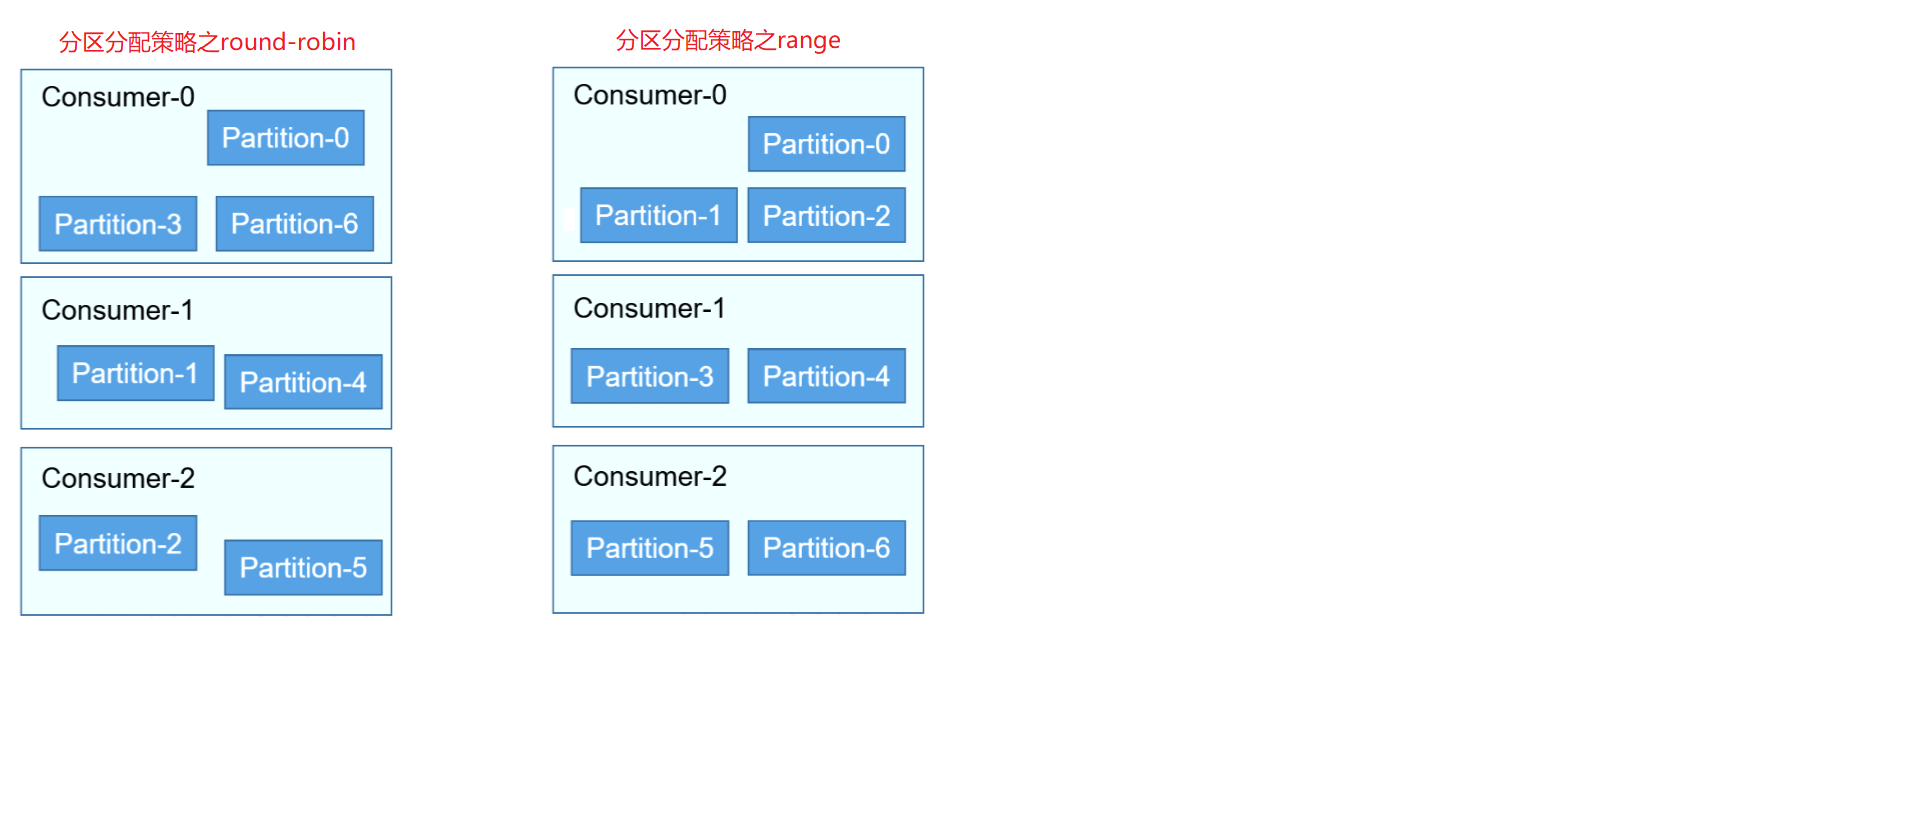 分区分配策略之round-robin
Consumer-0
Partition-0
Partition-3
Partition-6
Consumer-1
Partition-1
Partition-4
Consumer-2
Partition-2
Partition-5
分区分配策略之range
Consumer-0
Partition-0
Partition-1
Partition-2
Consumer-1
Partition-3
Partition-4
Consumer-2
Partition-5
Partition-6